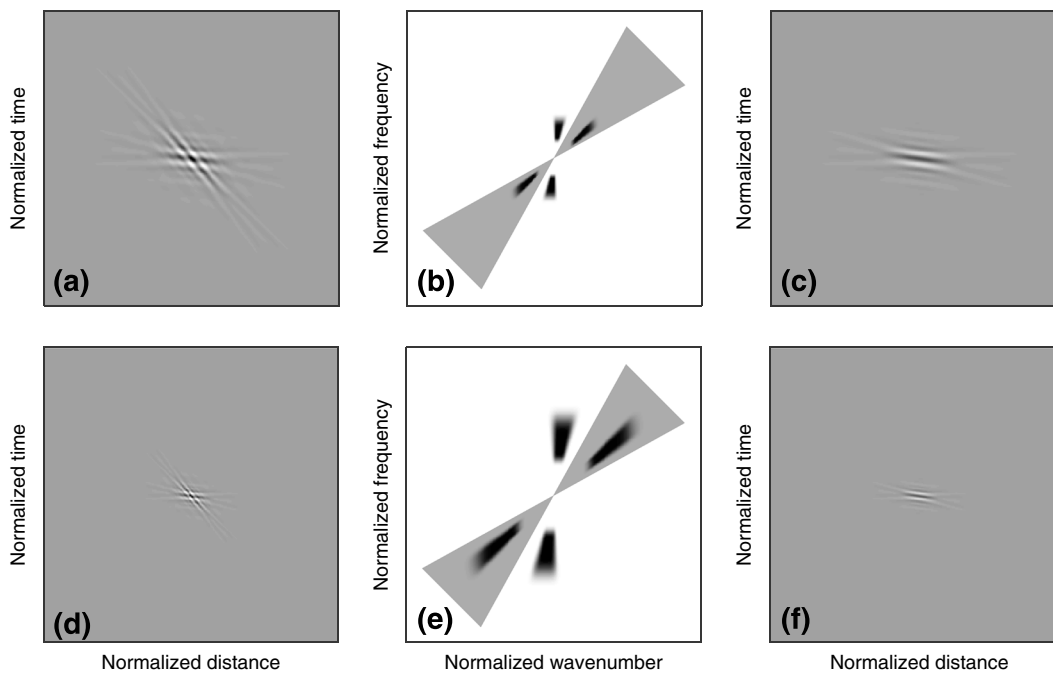 Normalized time
(a)
Normalized frequency
(b)
Normalized time
(c)
Normalized time
(d)
Normalized distance
Normalized frequency
(e)
Normalized wavenumber
Normalized time
(f)
Normalized distance